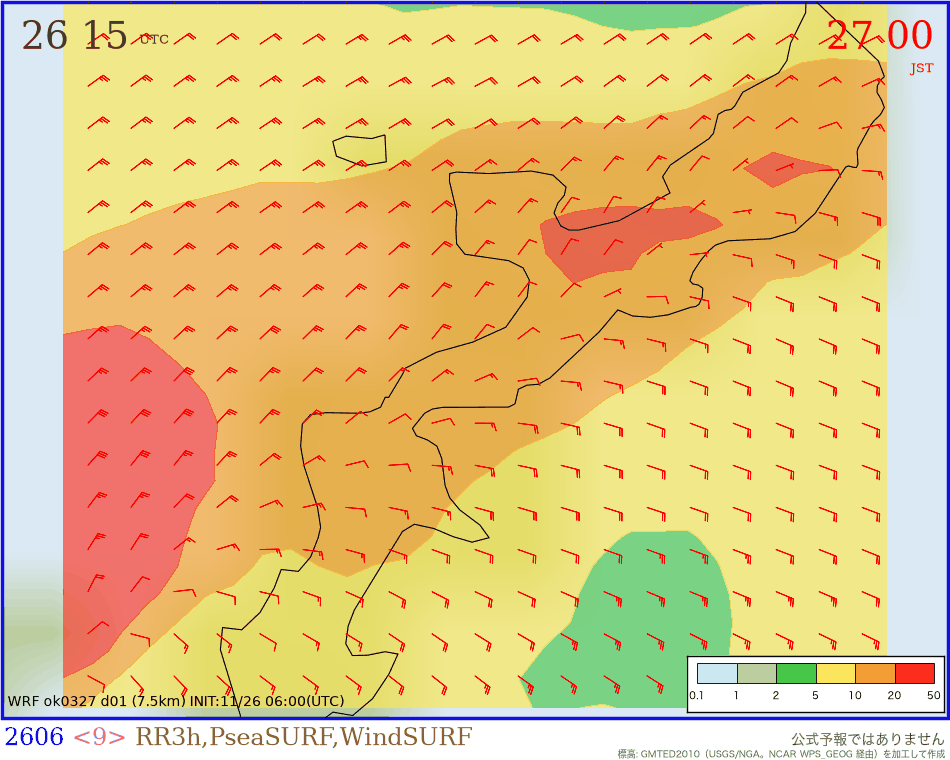 26 15 UTC
27 00
JST
WRF ok0327 d01 (7.5km) INIT:11/26 06:00(UTC)
0.1 1 2 5 10 20 50
2606 <9> RR3h,PseaSURF,WindSURF
公式予報ではありません
標高: GMTED2010（USGS/NGA。NCAR WPS_GEOG 経由）を加工して作成